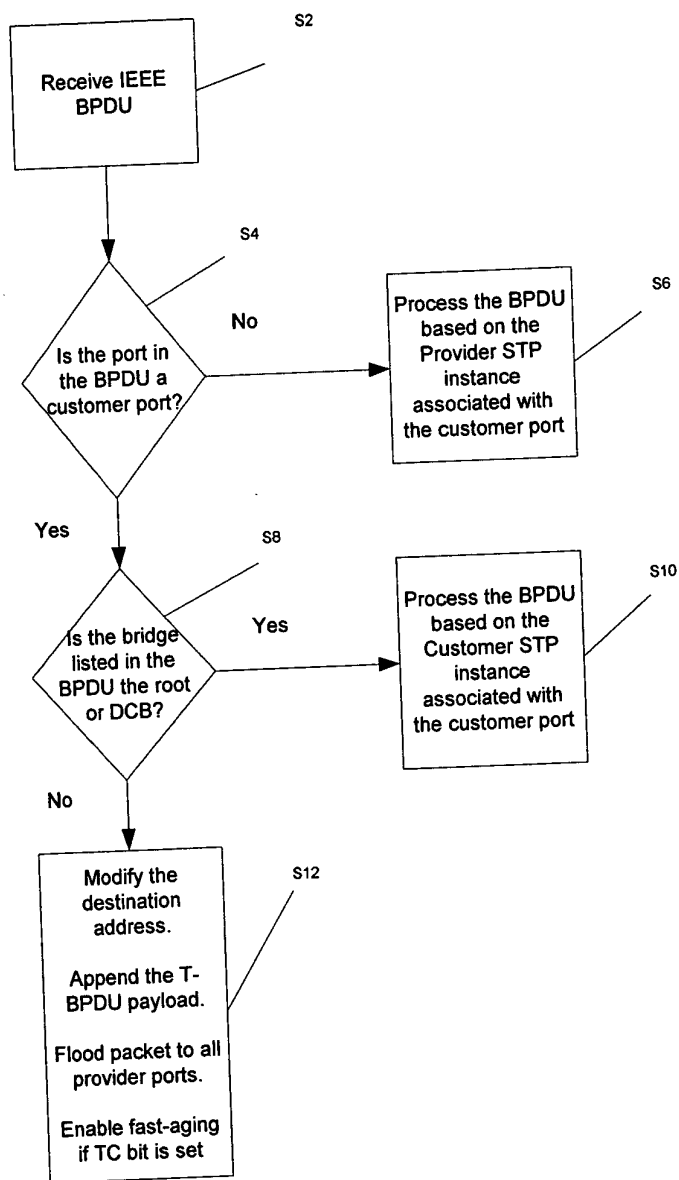 S2
Receive IEEE
BPDU
S4
Is the port in
the BPDU a
customer port?
No
Process the BPDU
based on the
Provider STP
instance
associated with
the customer port
S6
Yes
S8
Is the bridge
listed in the
BPDU the root
or DCB?
Yes
Process the BPDU
based on the
Customer STP
instance
associated with
the customer port
S10
No
Modify the
destination
address.
Append the T-
BPDU payload.
Flood packet to all
provider ports.
Enable fast-aging
if TC bit is set
S12